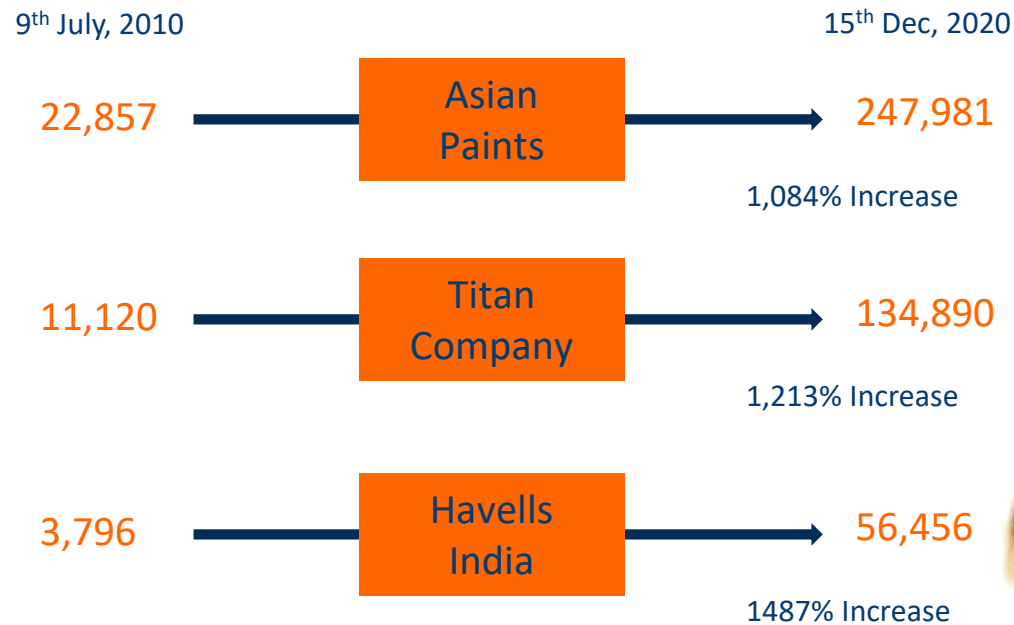 9th July, 2010
15th Dec, 2020
22,857
Asian
Paints
247,981
1,084% Increase
11,120
Titan
Company
134,890
1,213% Increase
3,796
Havells
India
56,456
1487% Increase